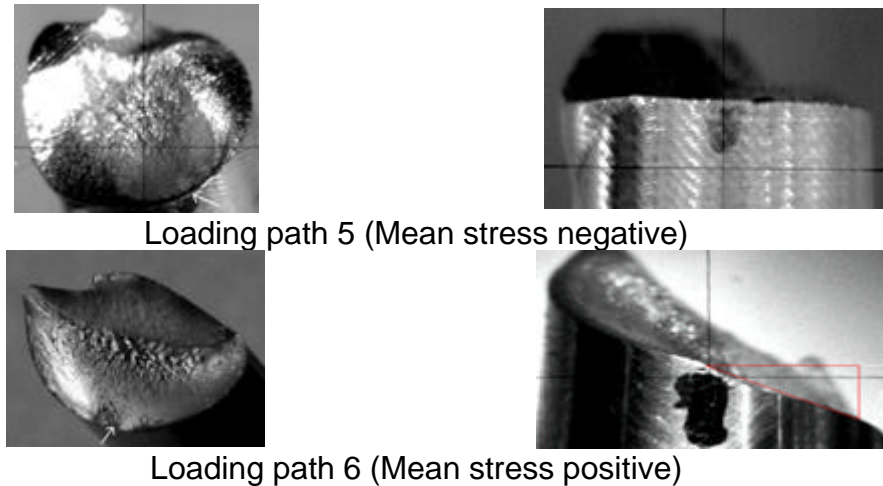 Loading path 5 (Mean stress negative)
Loading path 6 (Mean stress positive)